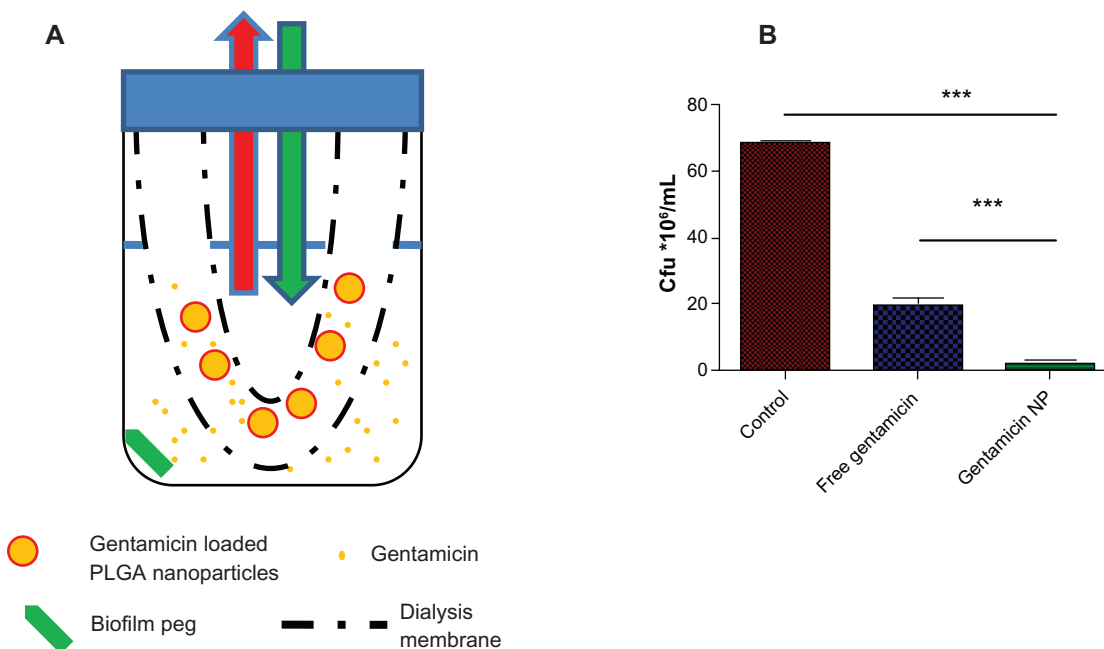 A
Gentamicin loaded
PLGA nanoparticles
Gentamicin
Biofilm peg
Dialysis
membrane
B
***
***
80
60
40
20
0
Cfu *10⁶/mL
Control
Free gentamicin
Gentamicin NP